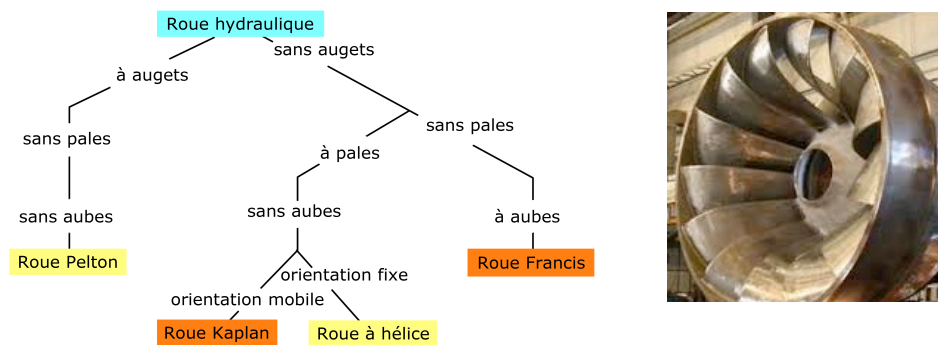 Roue hydraulique
sans augets
à augets
sans pales
sans pales
à pales
sans aubes
sans aubes
à aubes
Roue Pelton
Roue Francis
orientation fixe
orientation mobile
Roue Kaplan
Roue à hélice